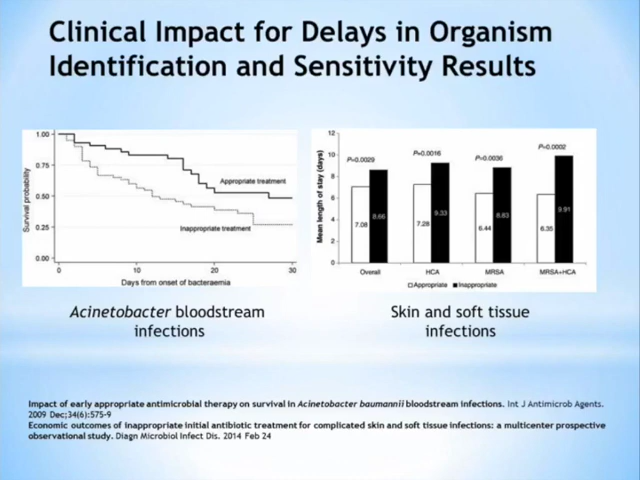 Clinical Impact for Delays in Organism
Identification and Sensitivity Results
1.00
0.75
0.50
0.25
0.00
Survival probability
Appropriate treatment
Inappropriate treatment
0
10
20
30
Days from onset of bacteraemia
12
10
8
6
4
2
0
Mean length of stay (days)
P=0.0029
P=0.0016
P=0.0036
P=0.0002
7.08
8.66
7.28
9.33
6.44
8.83
6.35
9.91
Overall
HCA
MRSA
MRSA+HCA
Appropriate
Inappropriate
Acinetobacter bloodstream
infections
Skin and soft tissue
infections
Impact of early appropriate antimicrobial therapy on survival in Acinetobacter baumannii bloodstream infections. Int J Antimicrob Agents.
2009 Dec;34(6):575-9
Economic outcomes of inappropriate initial antibiotic treatment for complicated skin and soft tissue infections: a multicenter prospective
observational study. Diagn Microbiol Infect Dis. 2014 Feb 24